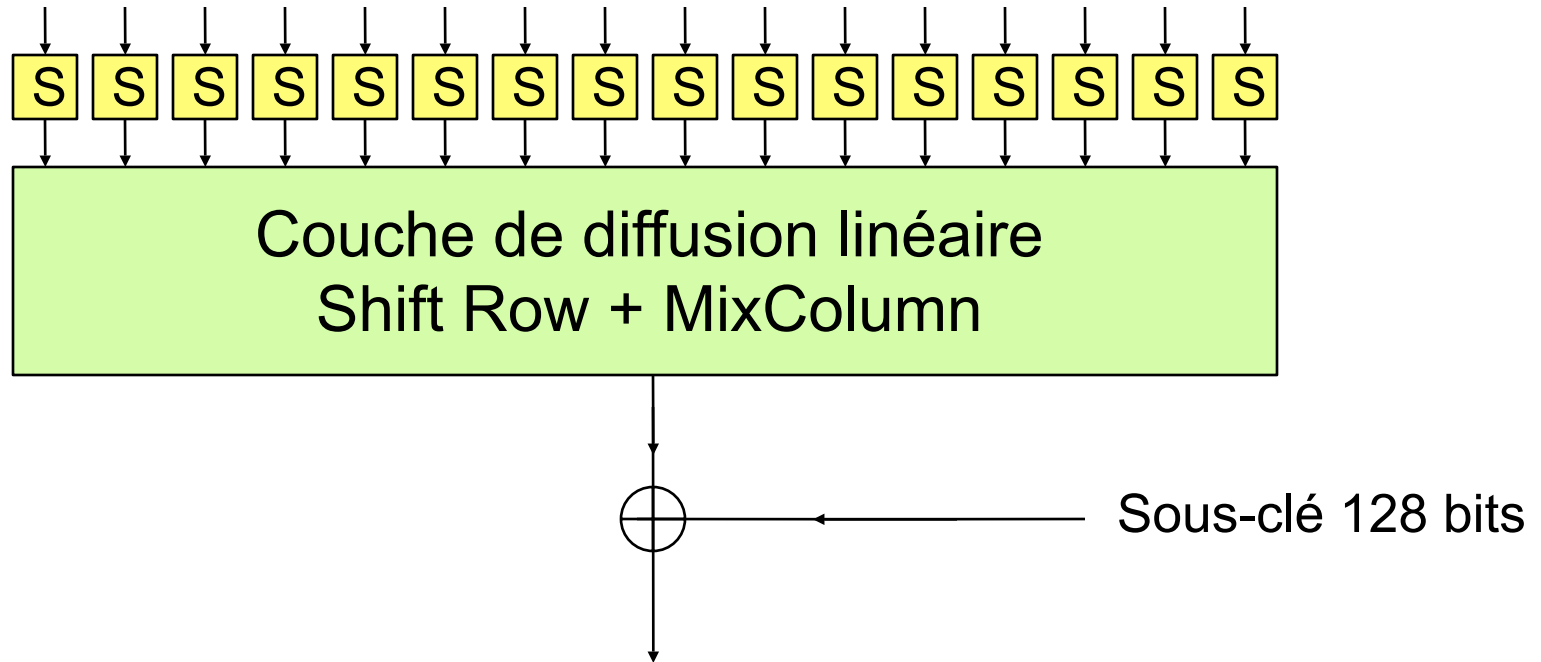 S S S S S S S S S S S S S S S S
Couche de diffusion linéaire
Shift Row + MixColumn
Sous-clé 128 bits